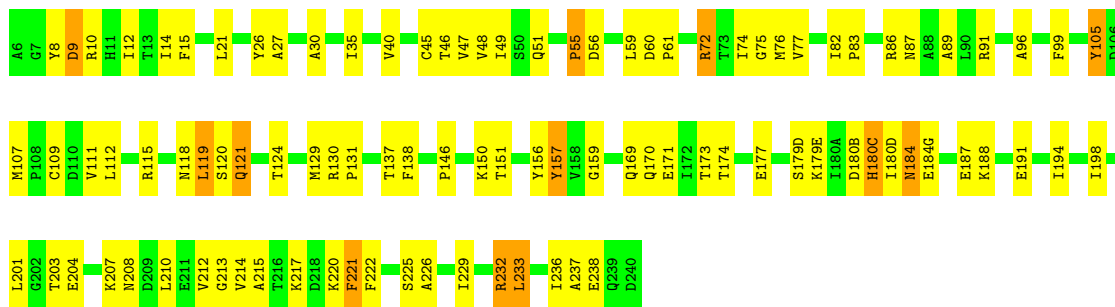 A6 G7 Y8 D9 R10 H11 I12 T13 I14 F15 L21 Y26 A27 A30 I35 V40 C45 T46 V47 V48 I49 S50 Q51 P55 D56 L59 D60 P61 R72 T73 I74 G75 M76 V77 I82 P83 R86 N87 A88 A89 L90 R91 A96 F99 Y105 D106
M107 P108 C109 D110 V111 L112 R115 N118 L119 S120 Q121 T124 M129 R130 P131 T137 F138 P146 K150 T151 Y156 Y157 V158 G159 Q169 Q170 E171 I172 T173 T174 E177 S179D K179E I180A D180B H180C I180D N184 E184G E187 K188 E191 I194 I198
L201 G202 T203 E204 K207 N208 D209 L210 E211 V212 G213 V214 A215 T216 K217 D218 K220 F221 F222 S225 A226 I229 R232 L233 I236 A237 E238 Q239 D240